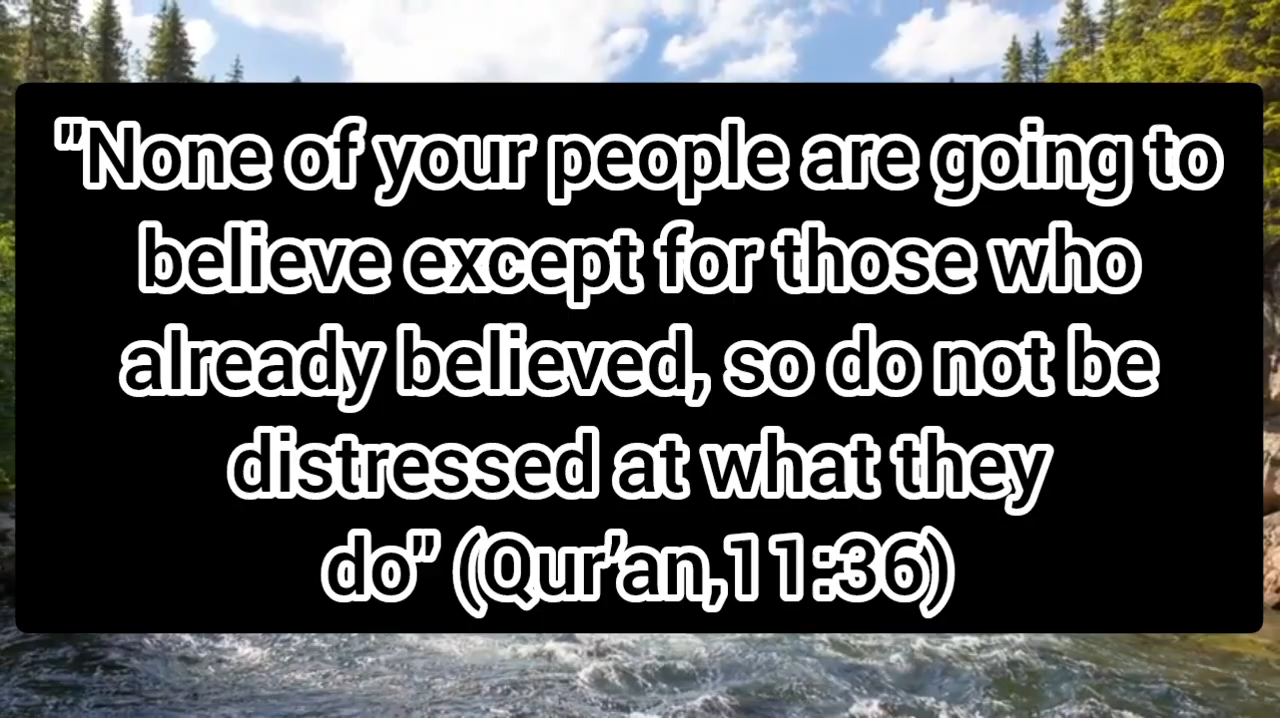 "None of your people are going to
believe except for those who
already believed, so do not be
distressed at what they
do” (Qur’an,11:36)